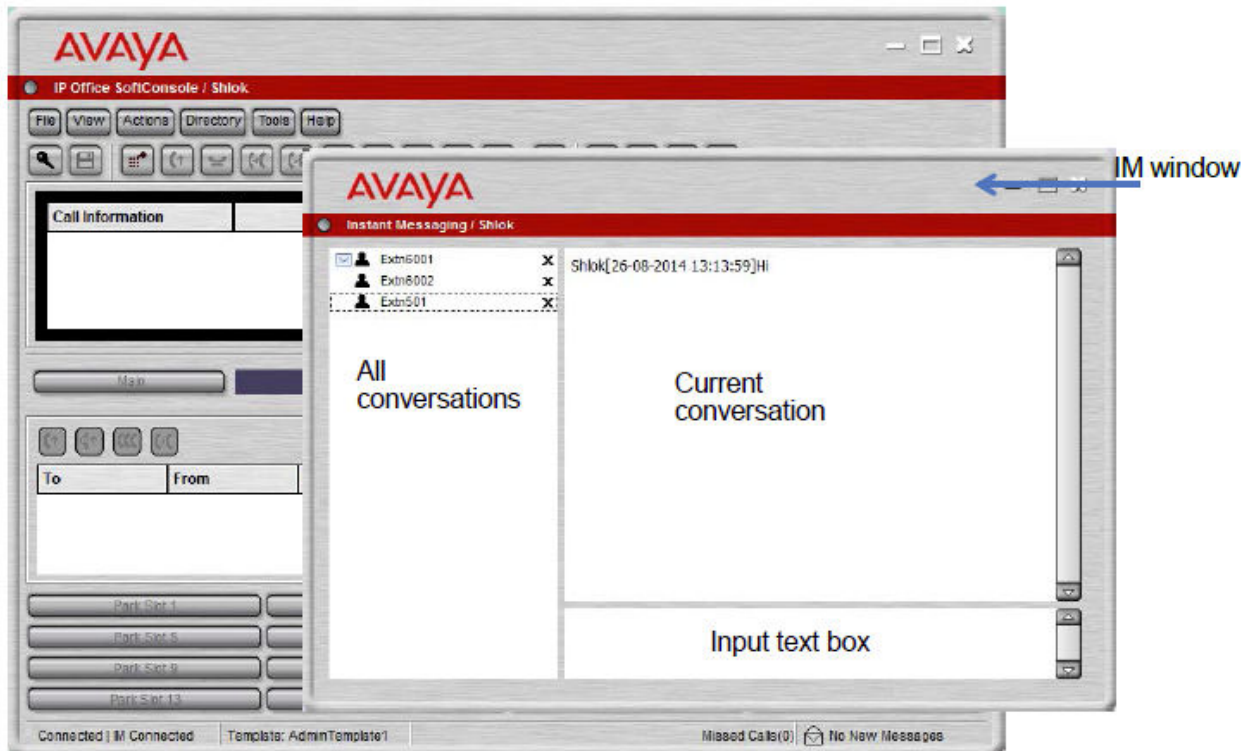 AVAYA
IP Office SoftConsole / Shlok
File View Actions Directory Tools Help
IM window
AVAYA
Call Information
Instant Messaging / Shlok
Extn6001 X
Extn6002 X
Extn501 X
Shlok[26-08-2014 13:13:59]Hi
All
conversations
Current
conversation
Main
To From
Input text box
Park Slot 1
Park Slot 5
Park Slot 9
Park Slot 13
Connected | IM Connected Template: AdminTemplate1 Missed Calls(0) No New Messages